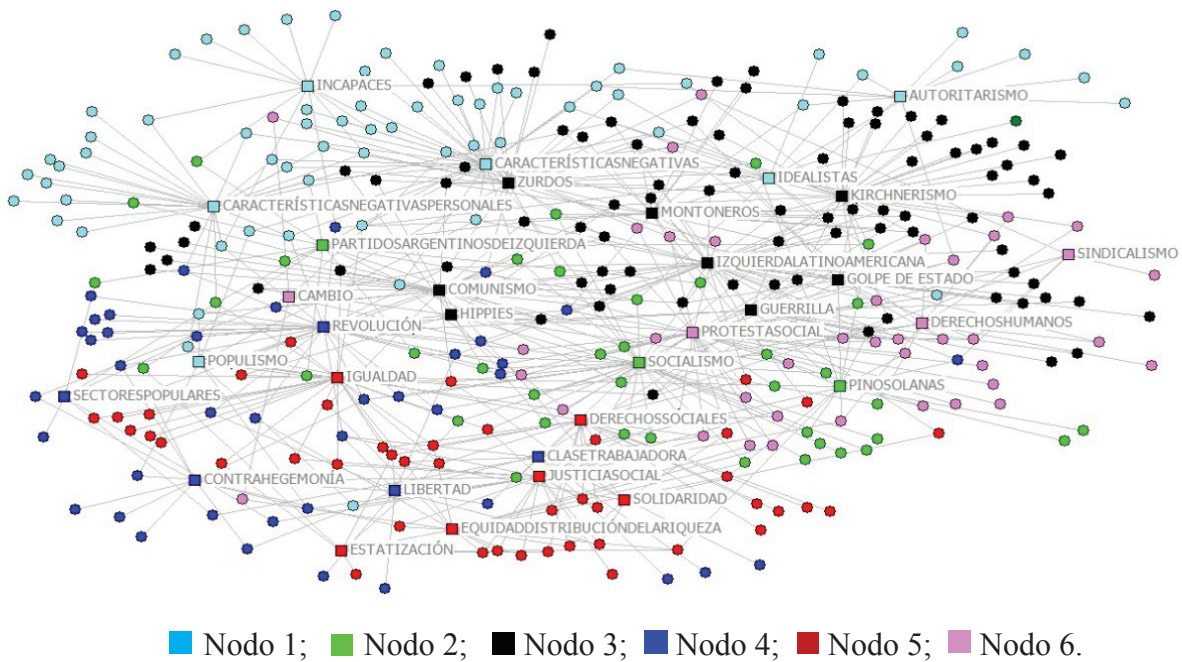 INCAPACES
AUTORITARISMO
CARACTERÍSTICASNEGATIVAS
IDEALISTAS
ZURDOS
KIRCHNERISMO
CARACTERÍSTICASNEGATIVASPERSONALES
MONTONEROS
PARTIDOSARGENTINOSDEIZQUIERDA
SINDICALISMO
IZQUIERDALATINOAMERICANA
GOLPE DE ESTADO
COMUNISMO
CAMBIO
GUERRILLA
HIPPIES
DERECHOSHUMANOS
REVOLUCIÓN
PROTESTASOCIAL
POPULISMO
SOCIALISMO
IGUALDAD
PINOSOLANAS
SECTORESPOPULARES
DERECHOSSOCIALES
CLASETRABAJADORA
JUSTICIASOCIAL
CONTRAHEGEMONÍA
LIBERTAD
SOLIDARIDAD
EQUIDADDISTRIBUCIÓNDELARIQUEZA
ESTATIZACIÓN
Nodo 1; Nodo 2; Nodo 3; Nodo 4; Nodo 5; Nodo 6.